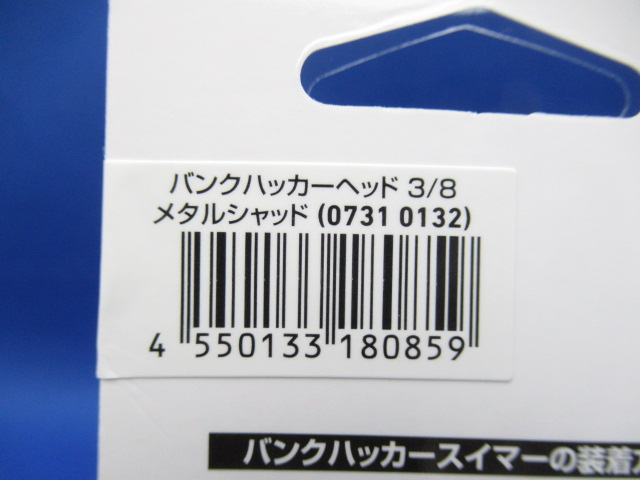 バンクハッカーヘッド 3/8
メタルシャッド (0731 0132)
4 550133 180859
バンクハッカースイマーの装着方